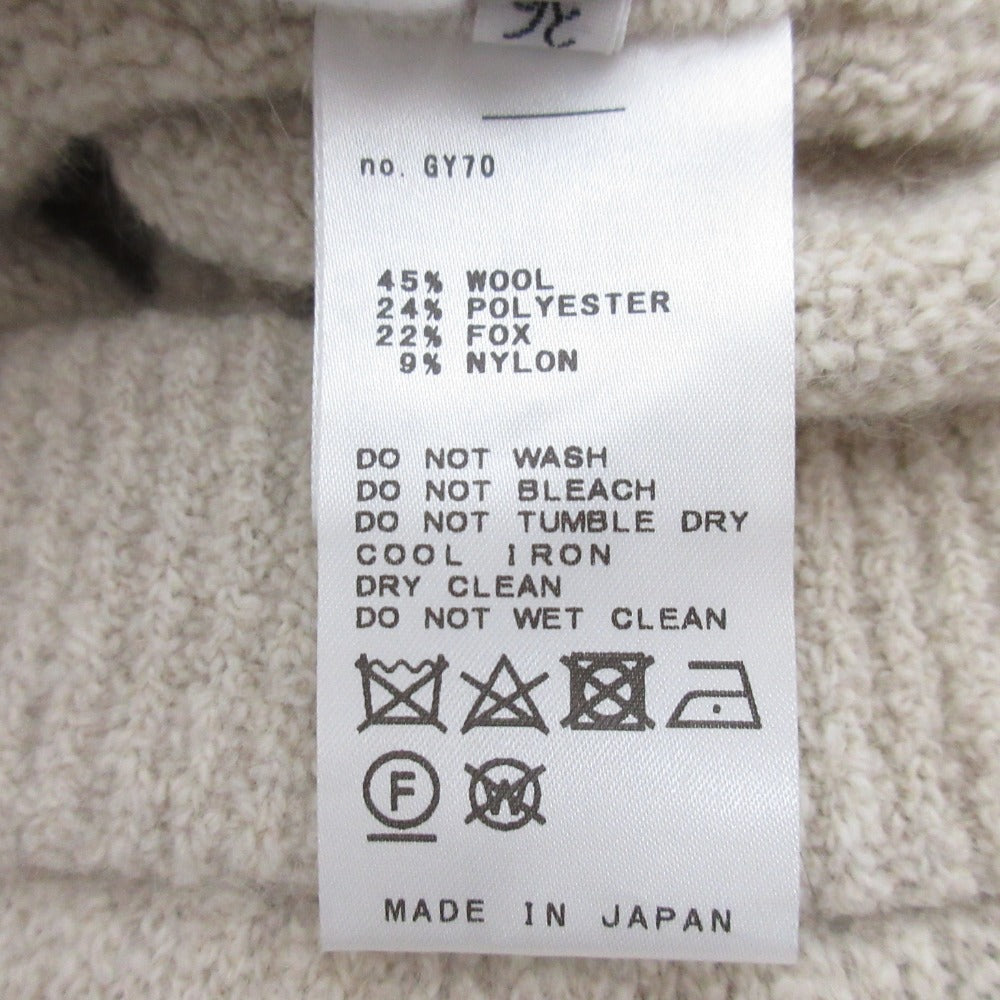 no. GY70
45% WOOL
24% POLYESTER
22% FOX
9% NYLON
DO NOT WASH
DO NOT BLEACH
DO NOT TUMBLE DRY
COOL IRON
DRY CLEAN
DO NOT WET CLEAN
F W
MADE IN JAPAN